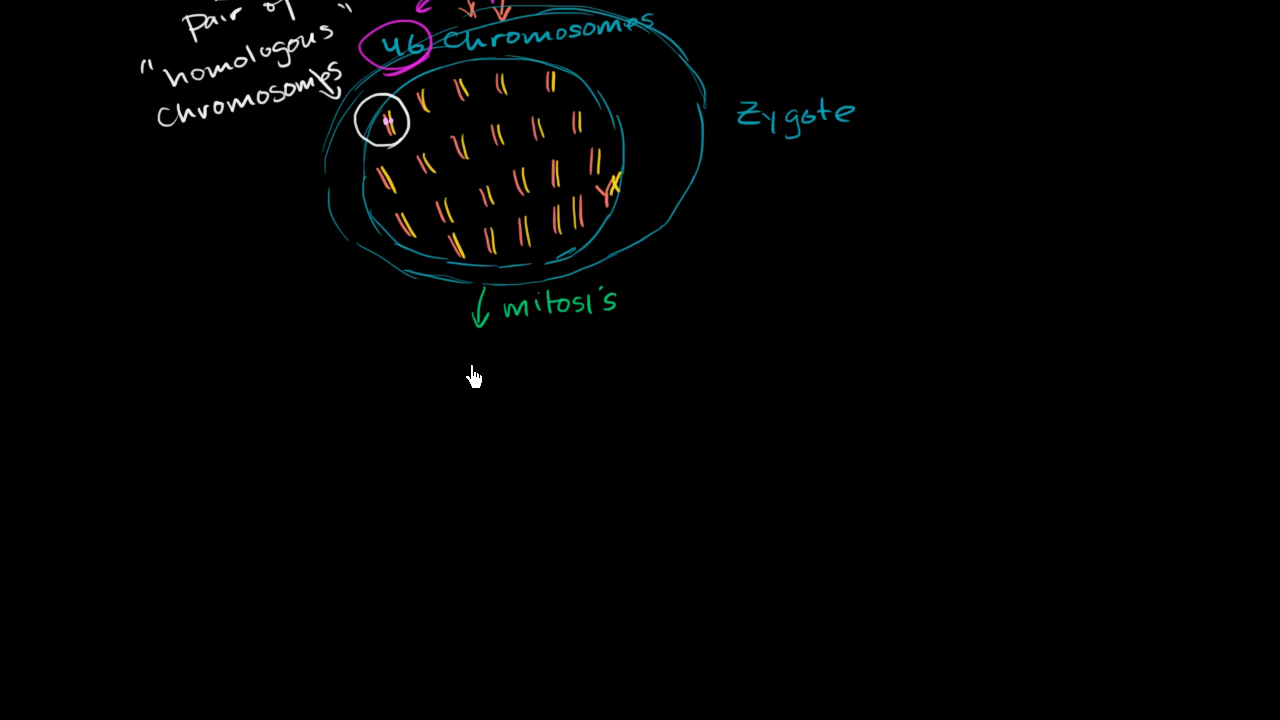 pair of
"homologous"
chromosomes
46 chromosomes
Zygote
Y X
mitosis